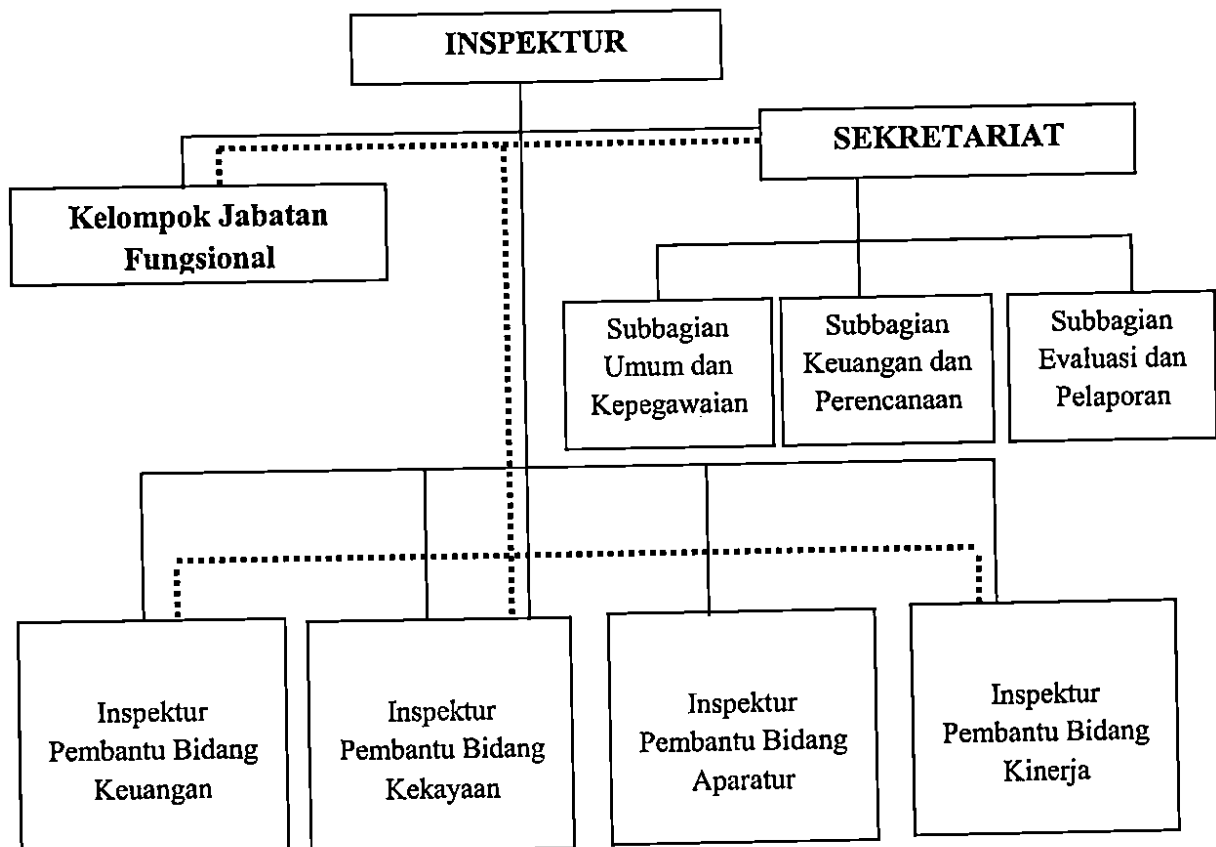 INSPEKTUR
SEKRETARIAT
Kelompok Jabatan
Fungsional
Subbagian
Umum dan
Kepegawaian
Subbagian
Keuangan dan
Perencanaan
Subbagian
Evaluasi dan
Pelaporan
Inspektur
Pembantu Bidang
Keuangan
Inspektur
Pembantu Bidang
Kekayaan
Inspektur
Pembantu Bidang
Aparatur
Inspektur
Pembantu Bidang
Kinerja